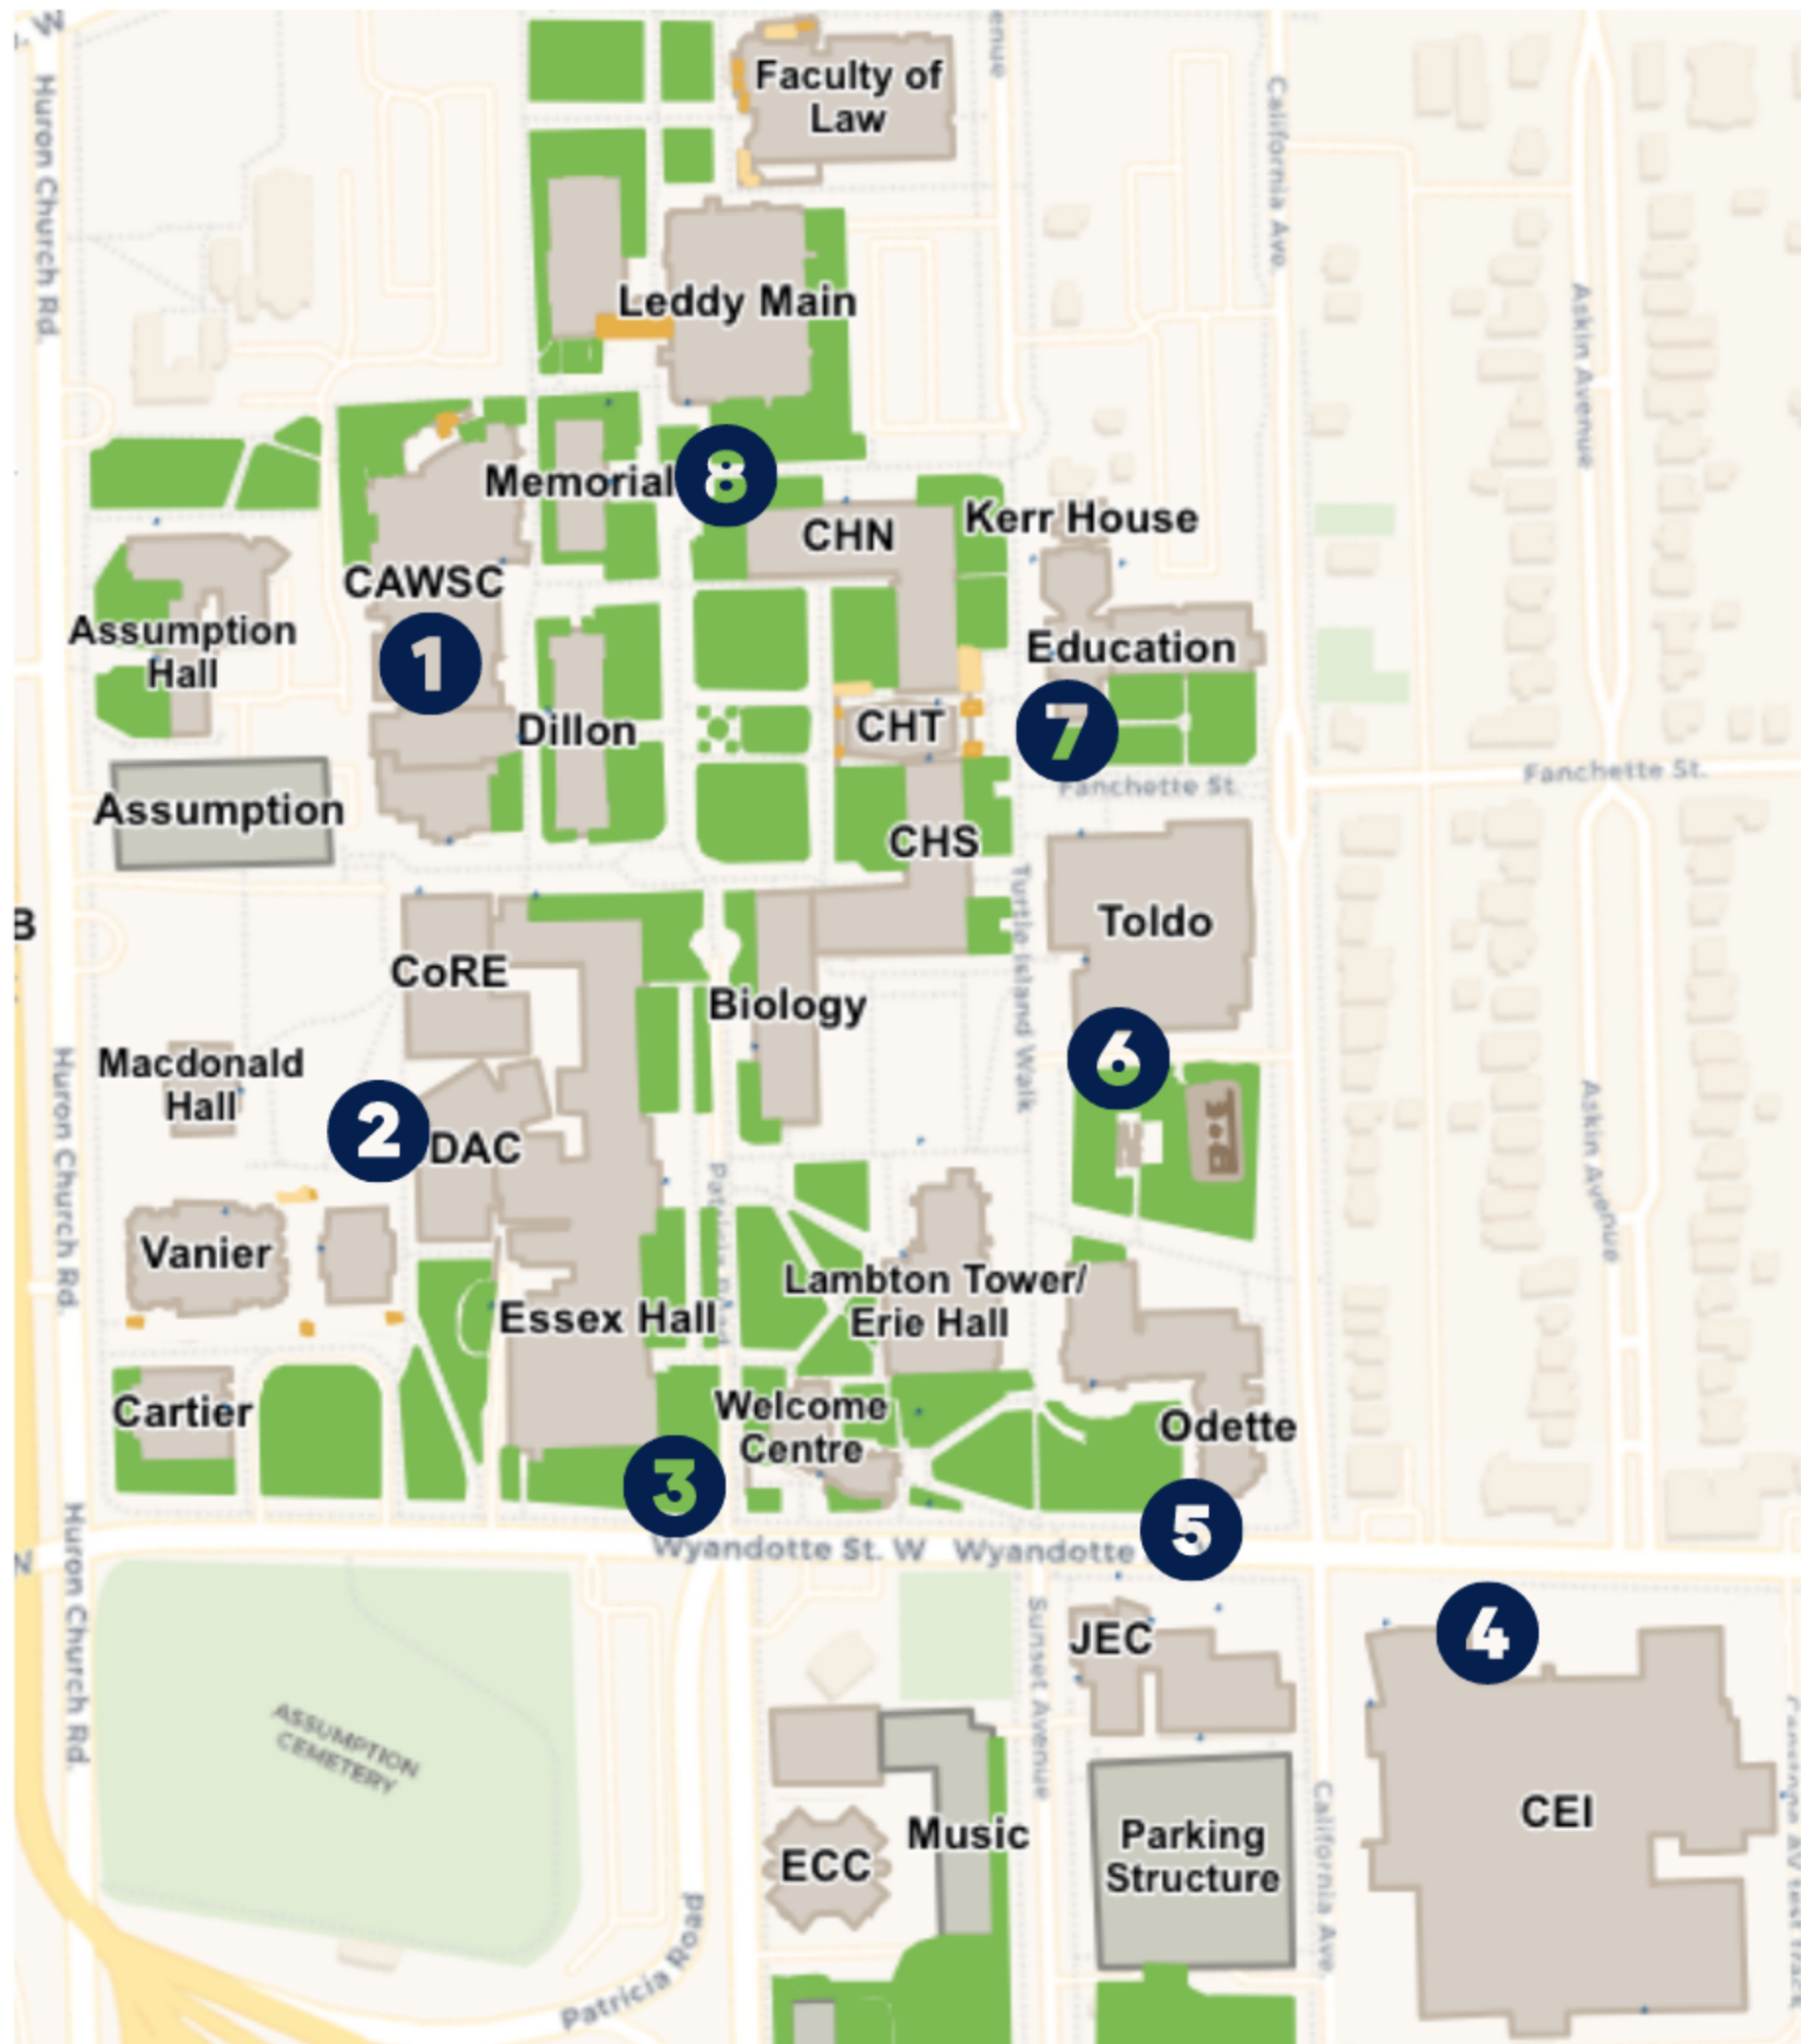 Faculty of
Law
Huron Church Rd.
California Ave.
Leddy Main
Askin Avenue
Memorial
8
CHN
Kerr House
CAWSC
Assumption
Hall
1
Education
Dillon
CHT
7
Fanchette St.
Fanchette St.
Assumption
CHS
Turtle Island Walk
Toldo
B
CoRE
Biology
6
Macdonald
Hall
2
DAC
Huron Church Rd.
Askin Avenue
Vanier
Lambton Tower/
Erie Hall
Essex Hall
Cartier
Welcome
Centre
Odette
3
5
Huron Church Rd.
Wyandotte St. W
Wyandotte
N
4
JEC
Sunset Avenue
ASSUMPTION
CEMETERY
Music
ECC
Parking
Structure
CEI
California Ave.
Patricia Road